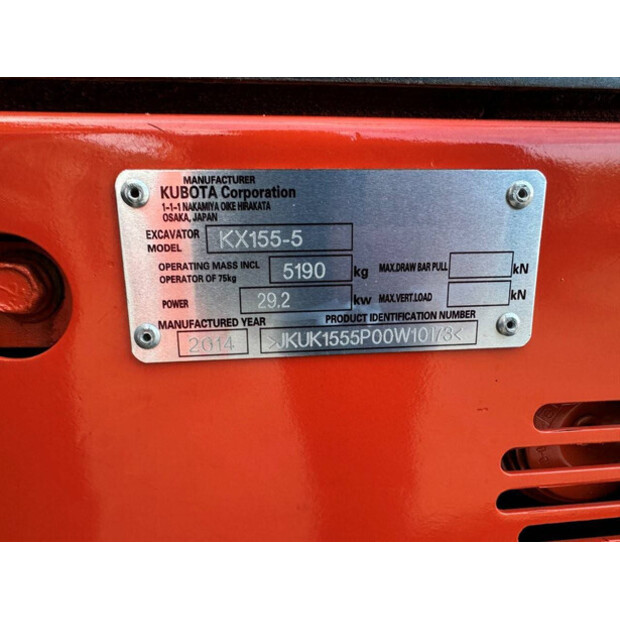 MANUFACTURER
KUBOTA Corporation
1-1-1 NAKAMIYA OIKE HIRAKATA
OSAKA, JAPAN
EXCAVATOR MODEL KX155-5
OPERATING MASS INCL OPERATOR OF 75kg 5190 kg MAX.DRAW BAR PULL kN
POWER 29.2 kw MAX.VERT.LOAD kN
MANUFACTURED YEAR PRODUCT IDENTIFICATION NUMBER
2014